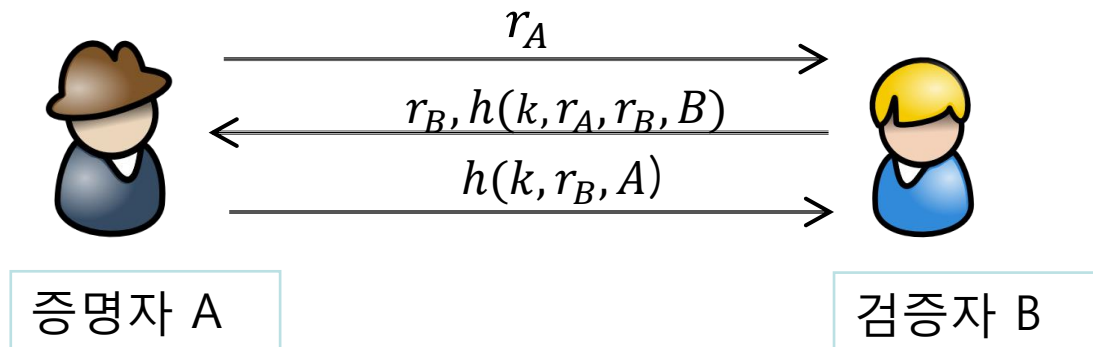 r_A
r_B, h(k, r_A, r_B, B)
h(k, r_B, A)
증명자 A
검증자 B